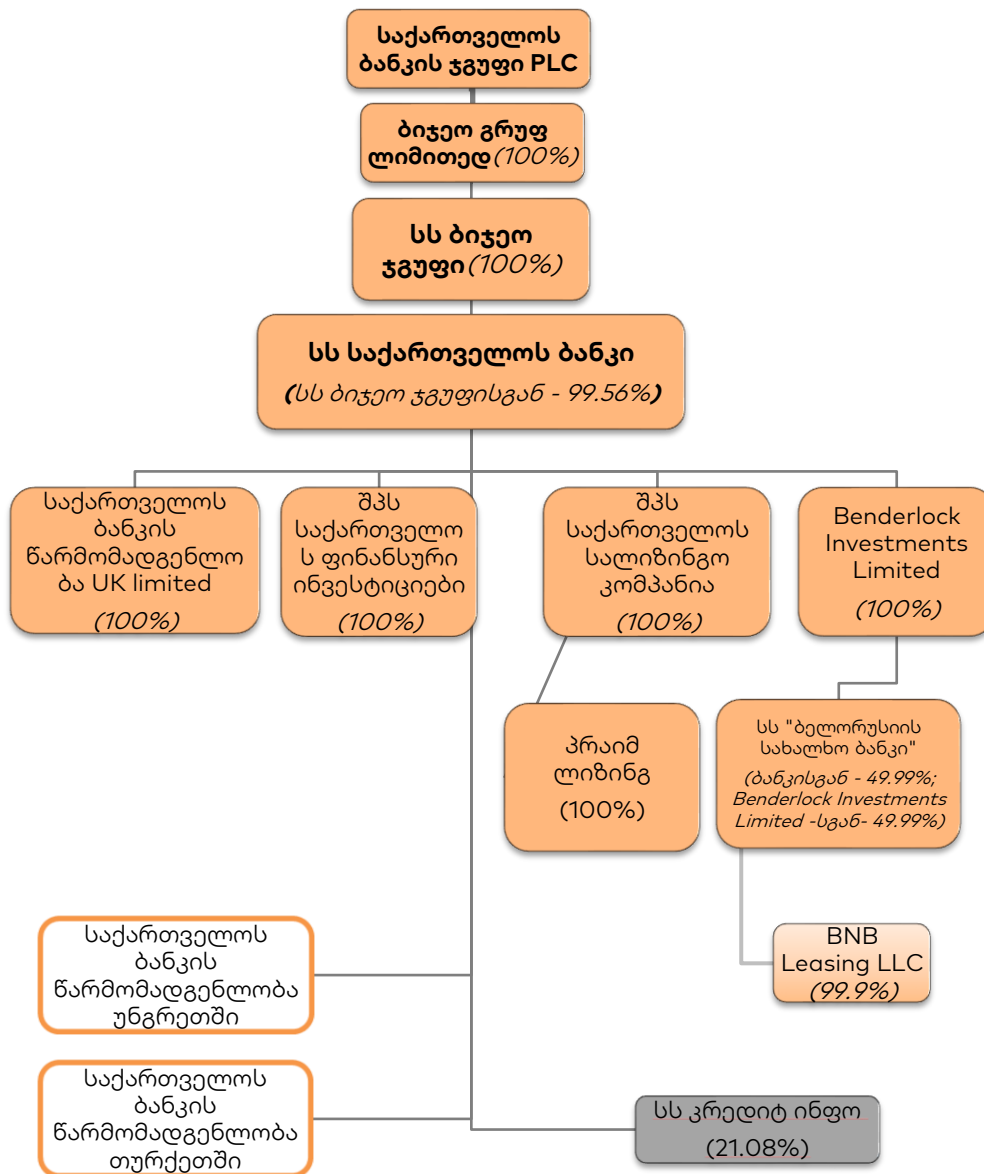 საქართველოს
ბანკის ჯგუფი PLC
ბიჯეო გრუფ
ლიმითედ (100%)
სს ბიჯეო
ჯგუფი (100%)
სს საქართველოს ბანკი
(სს ბიჯეო ჯგუფისგან - 99.56%)
საქართველოს
ბანკის
წარმომადგენლო
ბა UK limited
(100%)
შპს
საქართველო
ს ფინანსური
ინვესტიციები
(100%)
შპს
საქართველოს
სალიზინგო
კომპანია
(100%)
Benderlock
Investments
Limited
(100%)
პრაიმ
ლიზინგი
(100%)
სს "ბელორუსიის
სახალხო ბანკი"
(ბანკისგან - 49.99%;
Benderlock Investments
Limited -სგან- 49.99%)
BNB
Leasing LLC
(99.9%)
საქართველოს
ბანკის
წარმომადგენლობა
უნგრეთში
საქართველოს
ბანკის
წარმომადგენლობა
თურქეთში
სს კრედიტ ინფო
(21.08%)